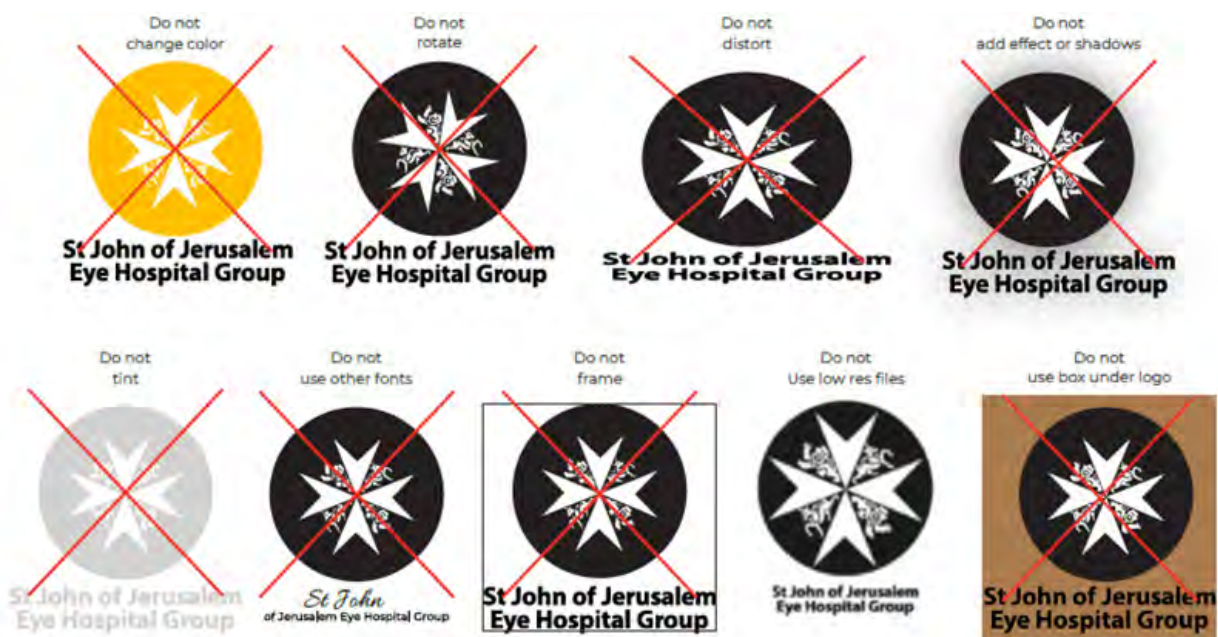 Do not
change color
St John of Jerusalem
Eye Hospital Group
Do not
rotate
St John of Jerusalem
Eye Hospital Group
Do not
distort
St John of Jerusalem
Eye Hospital Group
Do not
add effect or shadows
St John of Jerusalem
Eye Hospital Group
Do not
tint
St John of Jerusalem
Eye Hospital Group
Do not
use other fonts
St John
of Jerusalem Eye Hospital Group
Do not
frame
St John of Jerusalem
Eye Hospital Group
Do not
Use low res files
St John of Jerusalem
Eye Hospital Group
Do not
use box under logo
St John of Jerusalem
Eye Hospital Group